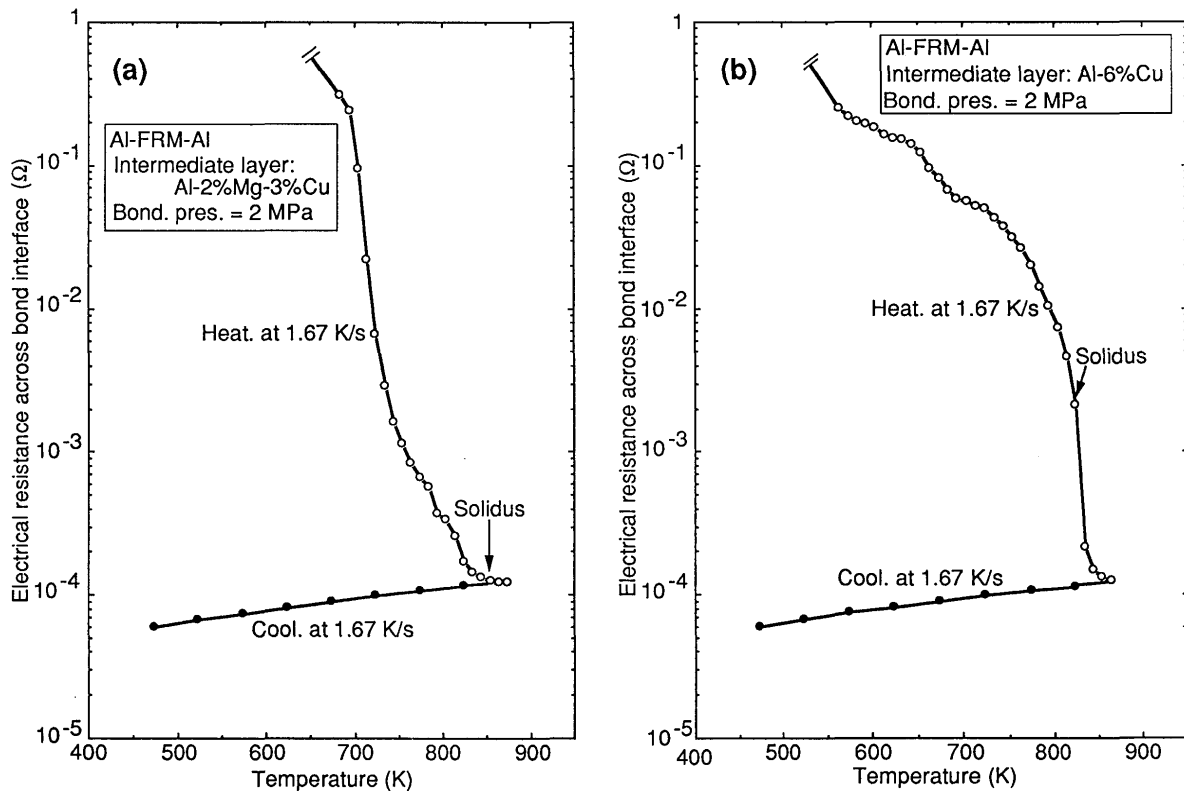 (a)
Al-FRM-Al
Intermediate layer:
Al-2%Mg-3%Cu
Bond. pres. = 2 MPa
Heat. at 1.67 K/s
Solidus
Cool. at 1.67 K/s
Electrical resistance across bond interface (Ω)
1
10⁻¹
10⁻²
10⁻³
10⁻⁴
10⁻⁵
400 500 600 700 800 900
Temperature (K)
(b)
Al-FRM-Al
Intermediate layer: Al-6%Cu
Bond. pres. = 2 MPa
Heat. at 1.67 K/s
Solidus
Cool. at 1.67 K/s
Electrical resistance across bond interface (Ω)
1
10⁻¹
10⁻²
10⁻³
10⁻⁴
10⁻⁵
400 500 600 700 800 900
Temperature (K)